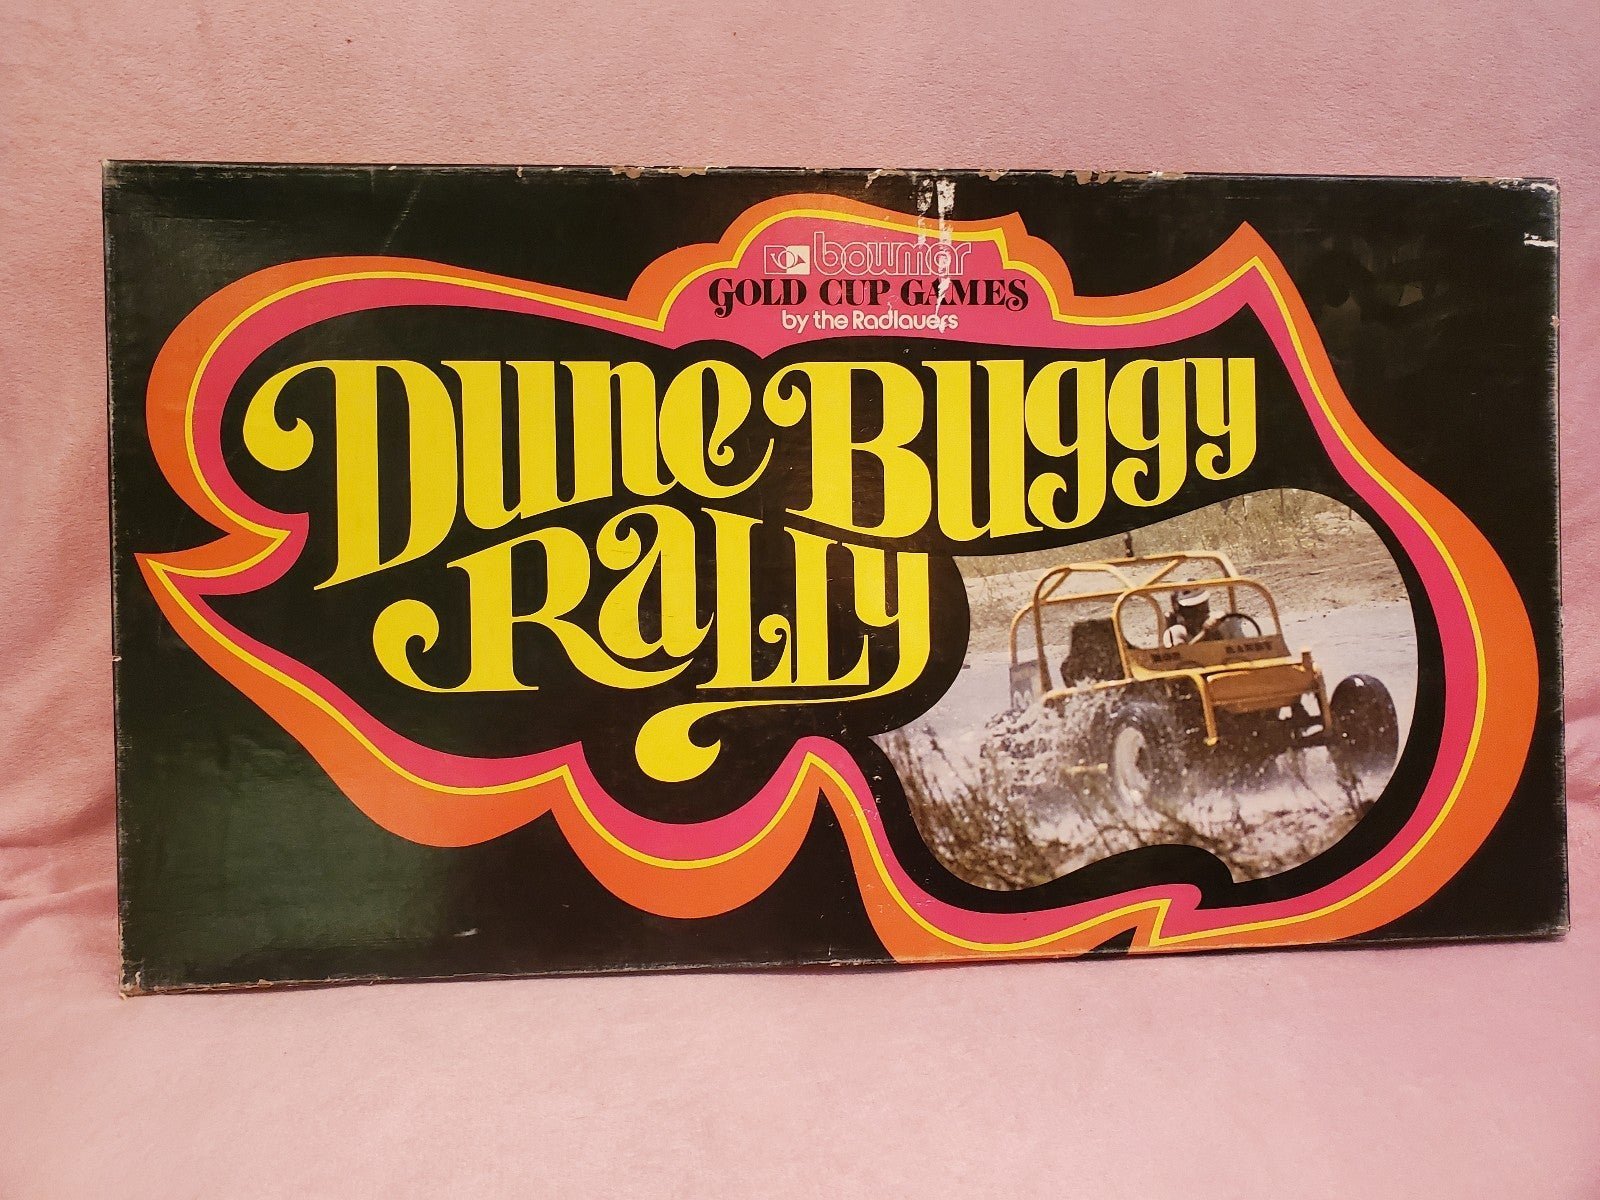 bowmar
GOLD CUP GAMES
by the Radlauers
Dune Buggy
Rally